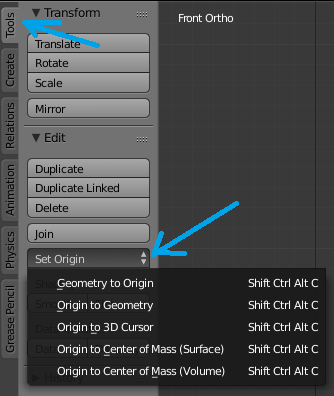 Tools
Create
Relations
Animation
Physics
Grease Pencil
Transform
Translate
Rotate
Scale
Mirror
Edit
Duplicate
Duplicate Linked
Delete
Join
Set Origin
Geometry to Origin Shift Ctrl Alt C
Origin to Geometry Shift Ctrl Alt C
Origin to 3D Cursor Shift Ctrl Alt C
Origin to Center of Mass (Surface) Shift Ctrl Alt C
Origin to Center of Mass (Volume) Shift Ctrl Alt C
History
Front Ortho